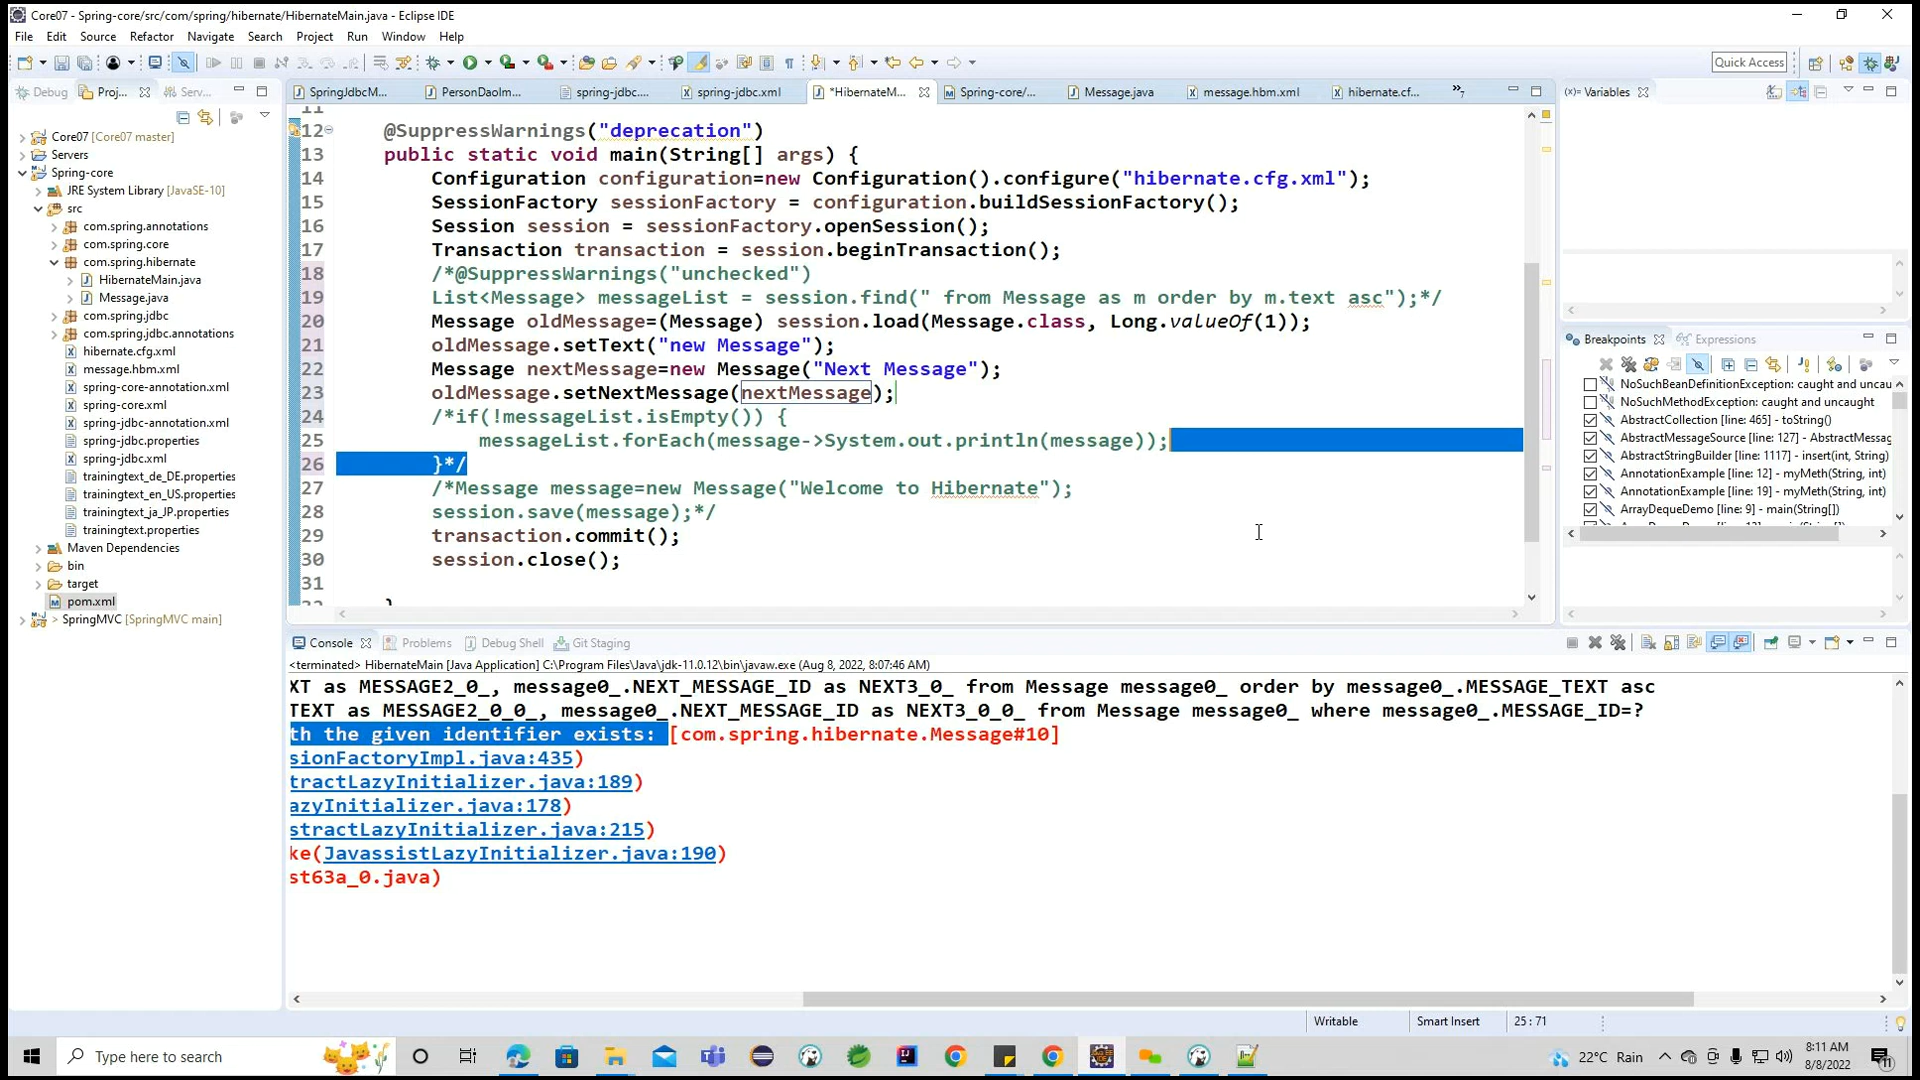 Core07 - Spring-core/src/com/spring/hibernate/HibernateMain.java - Eclipse IDE
File Edit Source Refactor Navigate Search Project Run Window Help
Quick Access
Debug Proj... Serv...
SpringJdbcM... PersonDaoIm... spring-jdbc.... spring-jdbc.xml *HibernateM... Spring-core/... Message.java message.hbm.xml hibernate.cf... »7
(x)= Variables
Core07 [Core07 master]
Servers
Spring-core
JRE System Library [JavaSE-10]
src
com.spring.annotations
com.spring.core
com.spring.hibernate
HibernateMain.java
Message.java
com.spring.jdbc
com.spring.jdbc.annotations
hibernate.cfg.xml
message.hbm.xml
spring-core-annotation.xml
spring-core.xml
spring-jdbc-annotation.xml
spring-jdbc.properties
spring-jdbc.xml
trainingtext_de_DE.properties
trainingtext_en_US.properties
trainingtext_ja_JP.properties
trainingtext.properties
Maven Dependencies
bin
target
pom.xml
> SpringMVC [SpringMVC main]
11
12 @SuppressWarnings("deprecation")
13 public static void main(String[] args) {
14 Configuration configuration=new Configuration().configure("hibernate.cfg.xml");
15 SessionFactory sessionFactory = configuration.buildSessionFactory();
16 Session session = sessionFactory.openSession();
17 Transaction transaction = session.beginTransaction();
18 /*@SuppressWarnings("unchecked")
19 List<Message> messageList = session.find(" from Message as m order by m.text asc");*/
20 Message oldMessage=(Message) session.load(Message.class, Long.valueOf(1));
21 oldMessage.setText("new Message");
22 Message nextMessage=new Message("Next Message");
23 oldMessage.setNextMessage(nextMessage);
24 /*if(!messageList.isEmpty()) {
25 messageList.forEach(message->System.out.println(message));
26 }*/
27 /*Message message=new Message("Welcome to Hibernate");
28 session.save(message);*/
29 transaction.commit();
30 session.close();
31
Breakpoints Expressions
NoSuchBeanDefinitionException: caught and uncau
NoSuchMethodException: caught and uncaught
AbstractCollection [line: 465] - toString()
AbstractMessageSource [line: 127] - AbstractMessag
AbstractStringBuilder [line: 1117] - insert(int, String)
AnnotationExample [line: 12] - myMeth(String, int)
AnnotationExample [line: 19] - myMeth(String, int)
ArrayDequeDemo [line: 9] - main(String[])
Console Problems Debug Shell Git Staging
<terminated> HibernateMain [Java Application] C:\Program Files\Java\jdk-11.0.12\bin\javaw.exe (Aug 8, 2022, 8:07:46 AM)
XT as MESSAGE2_0_, message0_.NEXT_MESSAGE_ID as NEXT3_0_ from Message message0_ order by message0_.MESSAGE_TEXT asc
TEXT as MESSAGE2_0_0_, message0_.NEXT_MESSAGE_ID as NEXT3_0_0_ from Message message0_ where message0_.MESSAGE_ID=?
th the given identifier exists: [com.spring.hibernate.Message#10]
sionFactoryImpl.java:435)
tractLazyInitializer.java:189)
azyInitializer.java:178)
stractLazyInitializer.java:215)
ke(JavassistLazyInitializer.java:190)
st63a_0.java)
Writable Smart Insert 25 : 71
Type here to search
22°C Rain
8:11 AM
8/8/2022
11